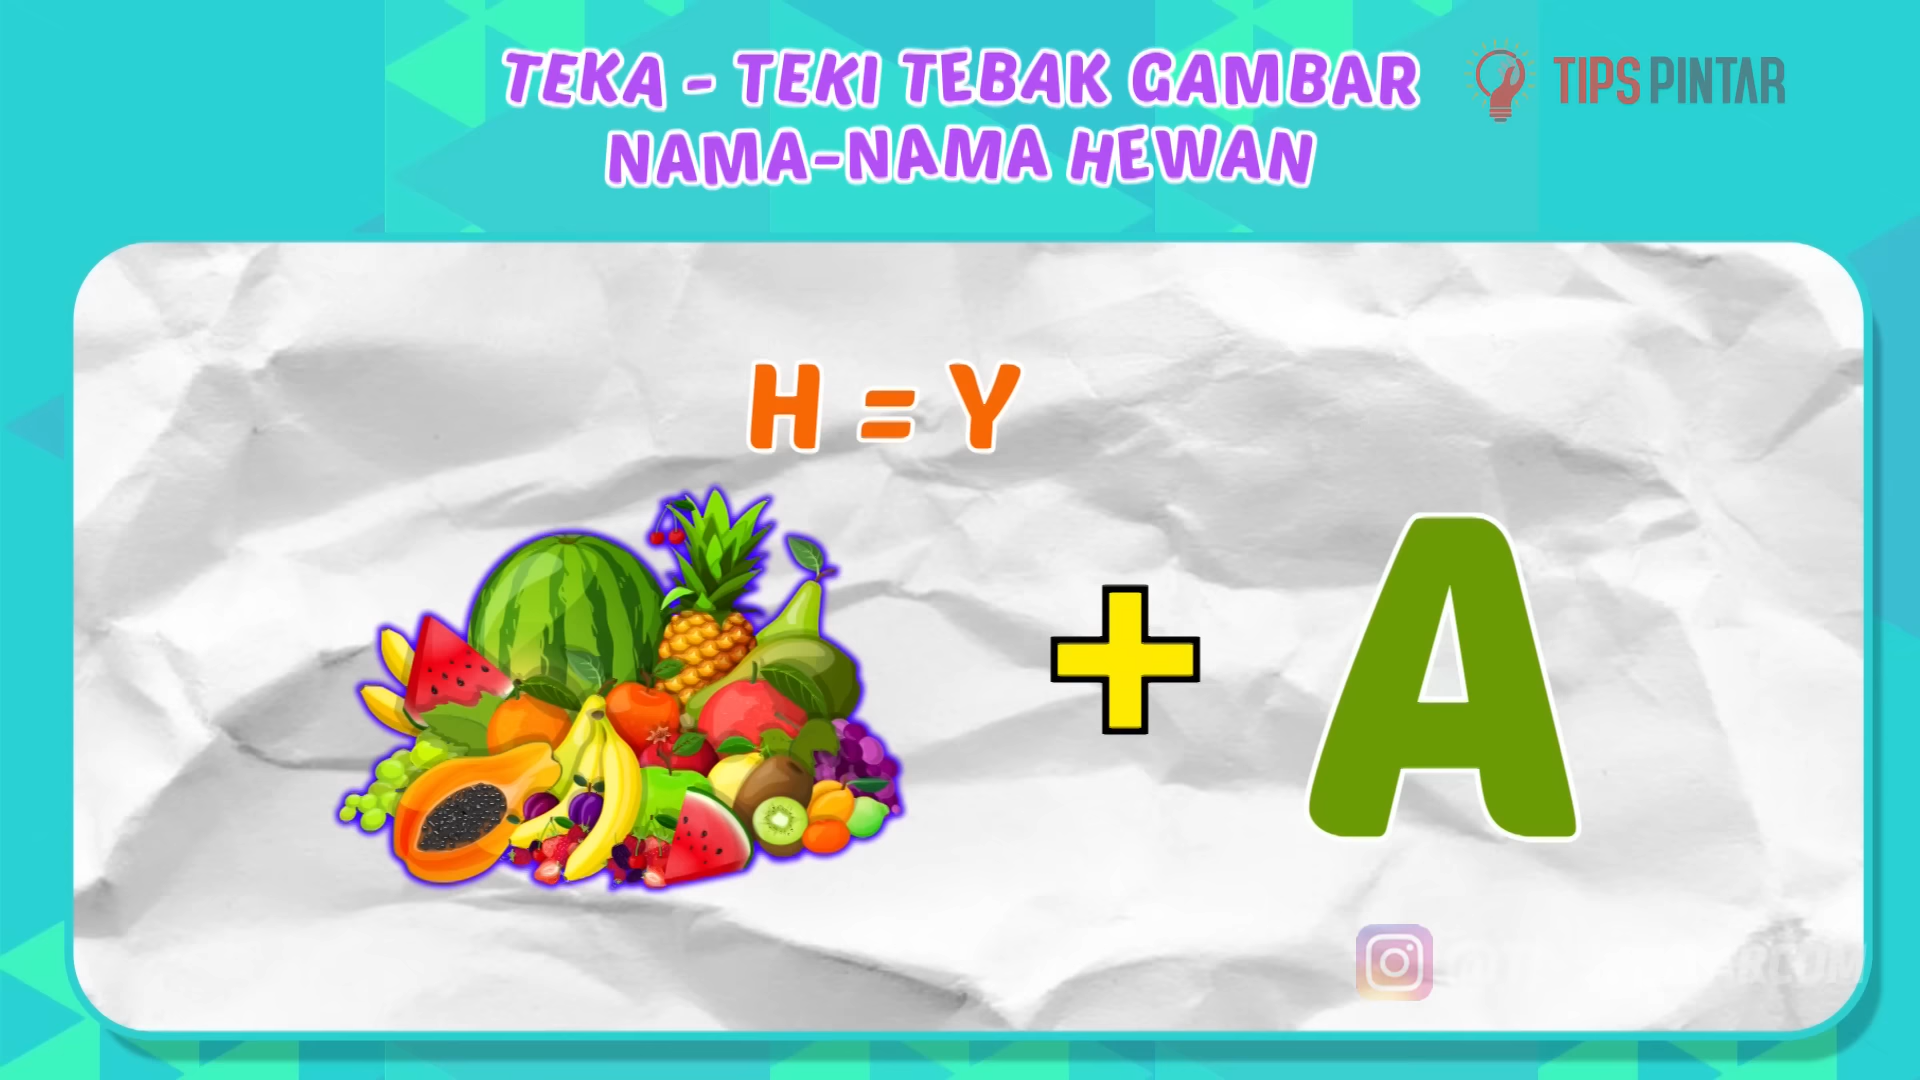 TEKA - TEKI TEBAK GAMBAR
NAMA-NAMA HEWAN
TIPS PINTAR
H = Y
A